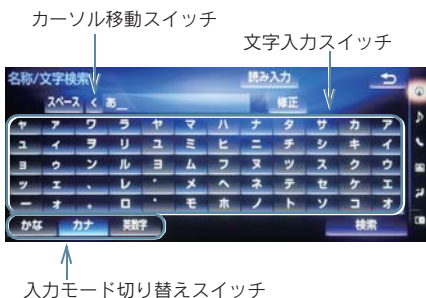 カーソル移動スイッチ
文字入力スイッチ
名称/文字検索 読み入力
スペース < あ_ 修正
ャ ァ ワ ラ ヤ マ ハ ナ タ サ カ ア
ュ ィ ヲ リ ユ ミ ヒ ニ チ シ キ イ
ョ ゥ ン ル ヨ ム フ ヌ ツ ス ク ウ
ッ ェ 、 レ ゛ メ ヘ ネ テ セ ケ エ
ー ォ 。 ロ ゜ モ ホ ノ ト ソ コ オ
かな カナ 英数字 検索
入力モード切り替えスイッチ